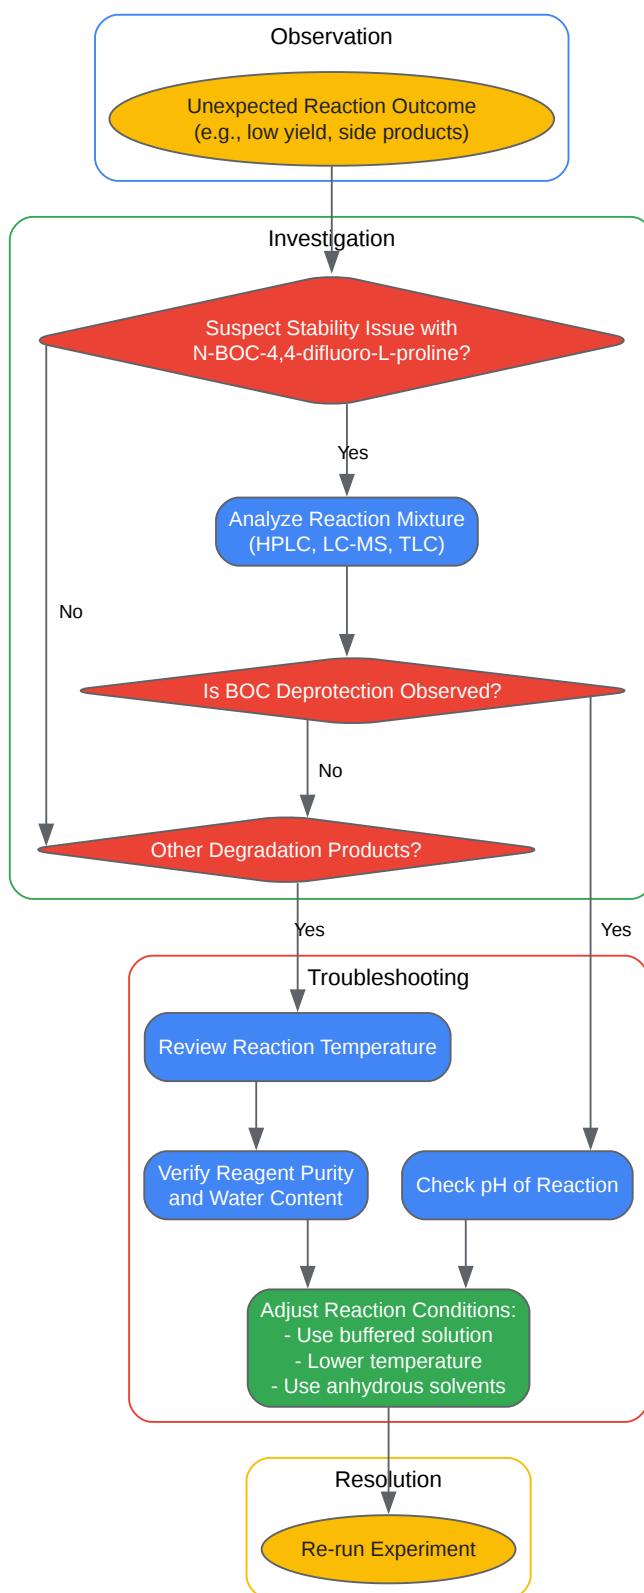 Observation
Unexpected Reaction Outcome
(e.g., low yield, side products)
Investigation
Suspect Stability Issue with
N-BOC-4,4-difluoro-L-proline?
Yes
Analyze Reaction Mixture
(HPLC, LC-MS, TLC)
No
Is BOC Deprotection Observed?
No
Other Degradation Products?
Yes
Yes
Troubleshooting
Review Reaction Temperature
Verify Reagent Purity
and Water Content
Check pH of Reaction
Adjust Reaction Conditions:
- Use buffered solution
- Lower temperature
- Use anhydrous solvents
Resolution
Re-run Experiment